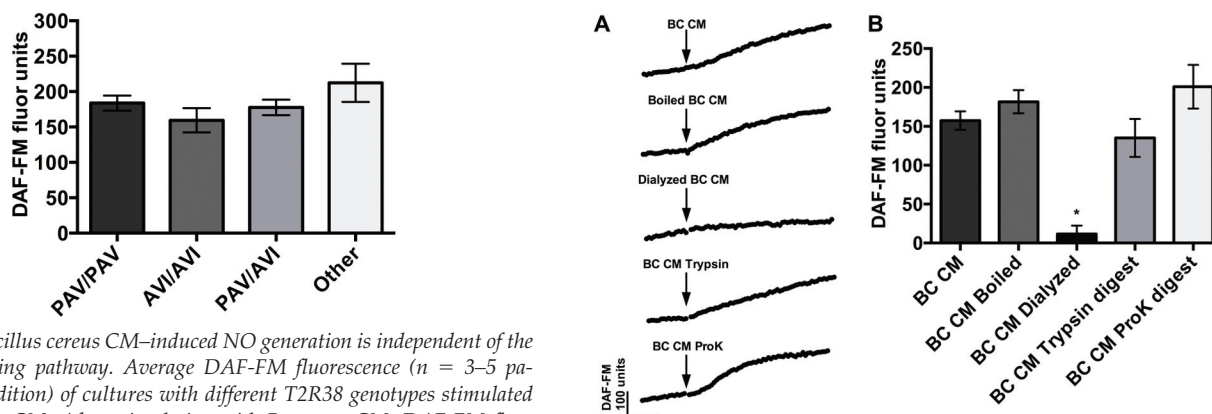 300
250
200
150
100
50
0
DAF-FM fluor units
PAV/PAV
AVI/AVI
PAV/AVI
Other
cillus cereus CM–induced NO generation is independent of the
ing pathway. Average DAF-FM fluorescence (n = 3–5 pa-
dition) of cultures with different T2R38 genotypes stimulated
A
BC CM
Boiled BC CM
Dialyzed BC CM
BC CM Trypsin
BC CM ProK
DAF-FM
100 units
B
250
200
150
100
50
0
DAF-FM fluor units
*
BC CM
BC CM Boiled
BC CM Dialyzed
BC CM Trypsin digest
BC CM ProK digest